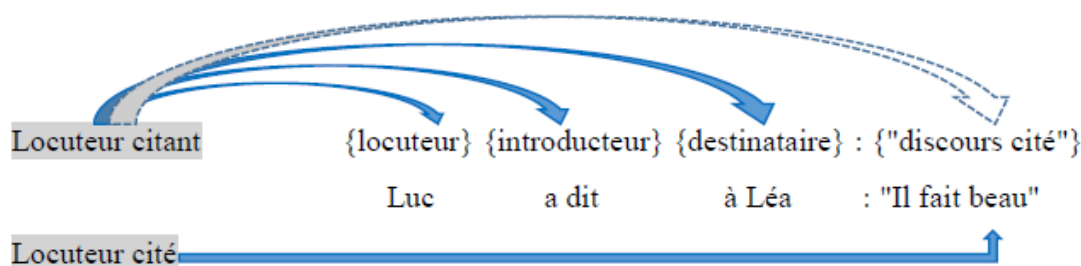 Locuteur citant {locuteur} {introducteur} {destinataire} : {"discours cité"}
Luc a dit à Léa : "Il fait beau"
Locuteur cité